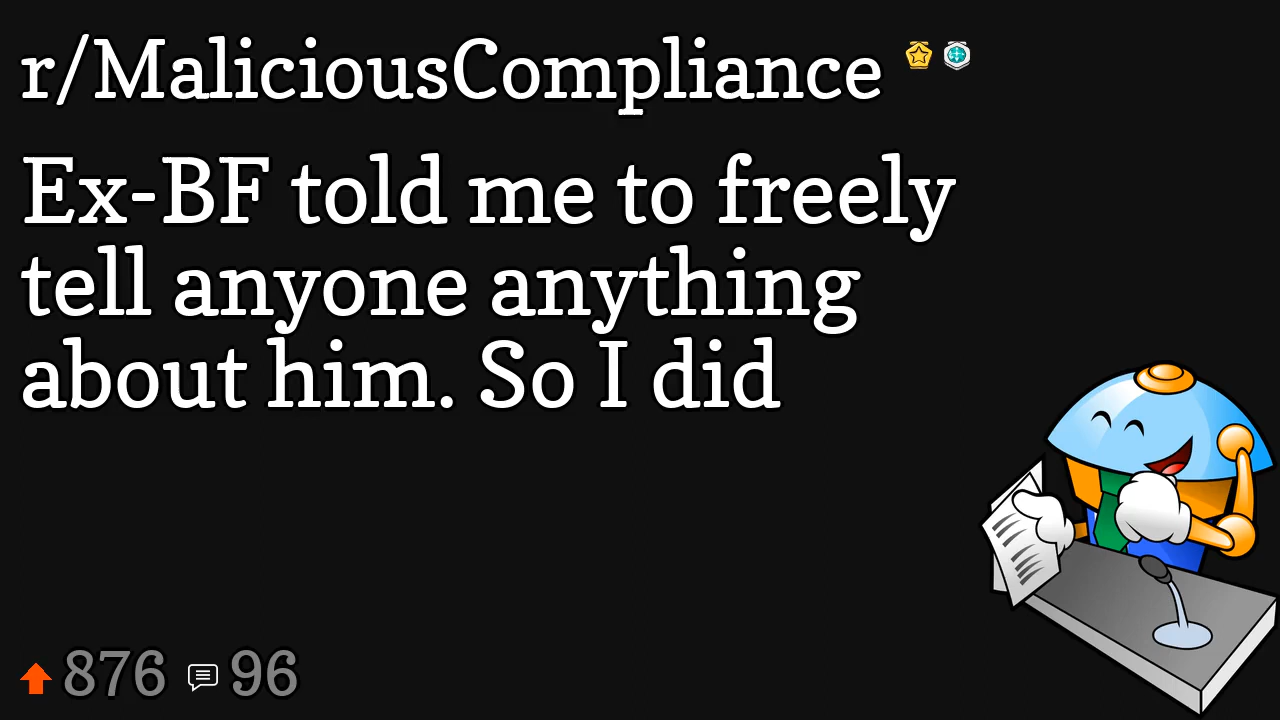 r/MaliciousCompliance
Ex-BF told me to freely
tell anyone anything
about him. So I did
876 96